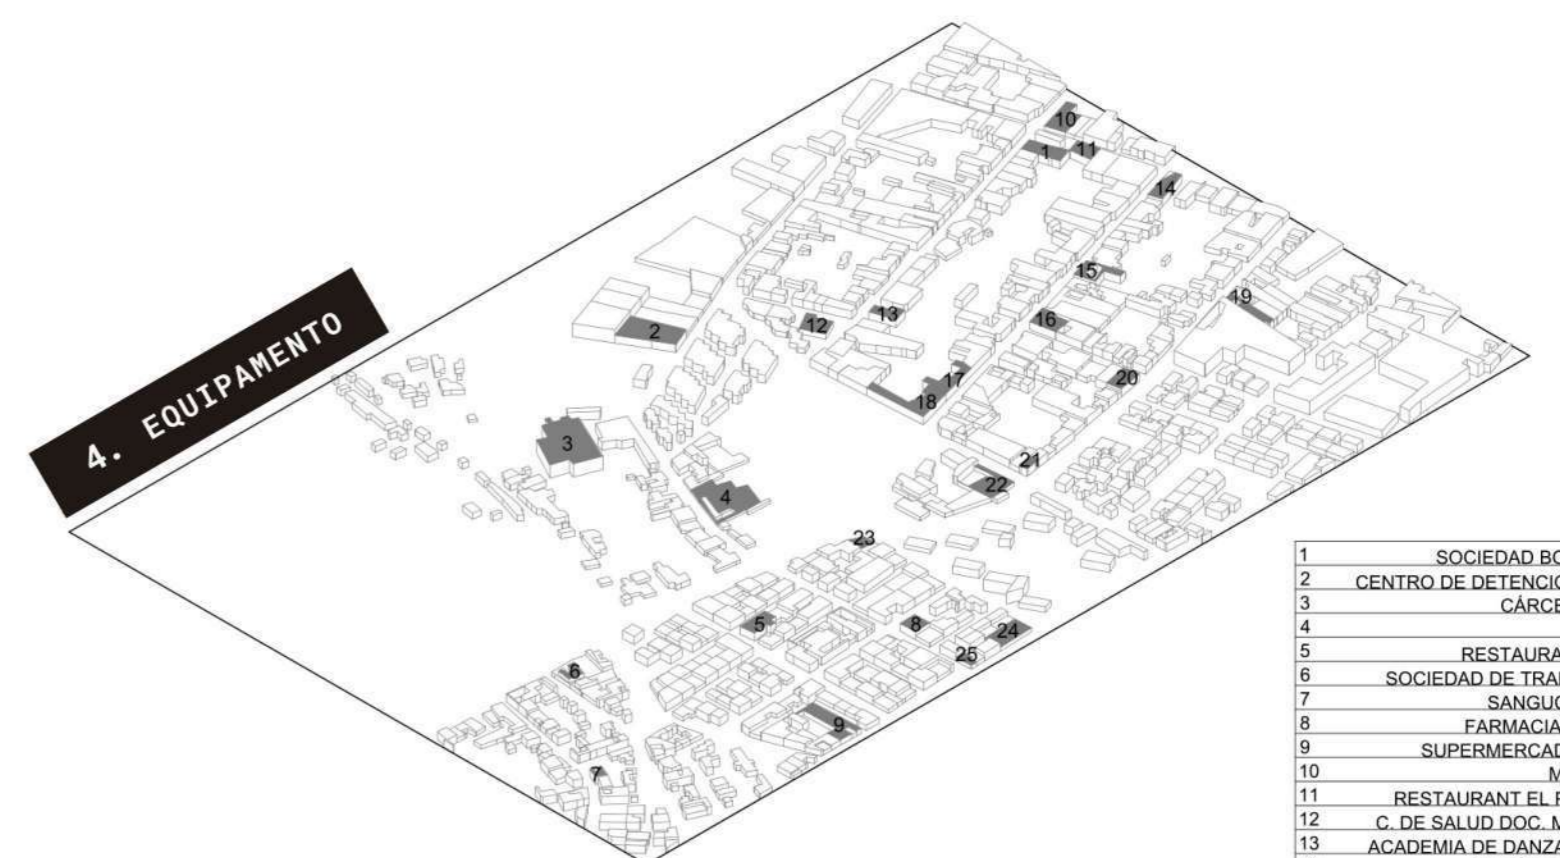 4. EQUIPAMENTO
10
1
11
14
15
19
2
12
13
16
17
20
18
3
21
22
4
23
5
8
24
25
6
9
7
1 SOCIEDAD BO
2 CENTRO DE DETENCIO
3 CÁRCE
4
5 RESTAURA
6 SOCIEDAD DE TRA
7 SANGUC
8 FARMACIA
9 SUPERMERCAD
10 M
11 RESTAURANT EL
12 C. DE SALUD DOC. M
13 ACADEMIA DE DANZA